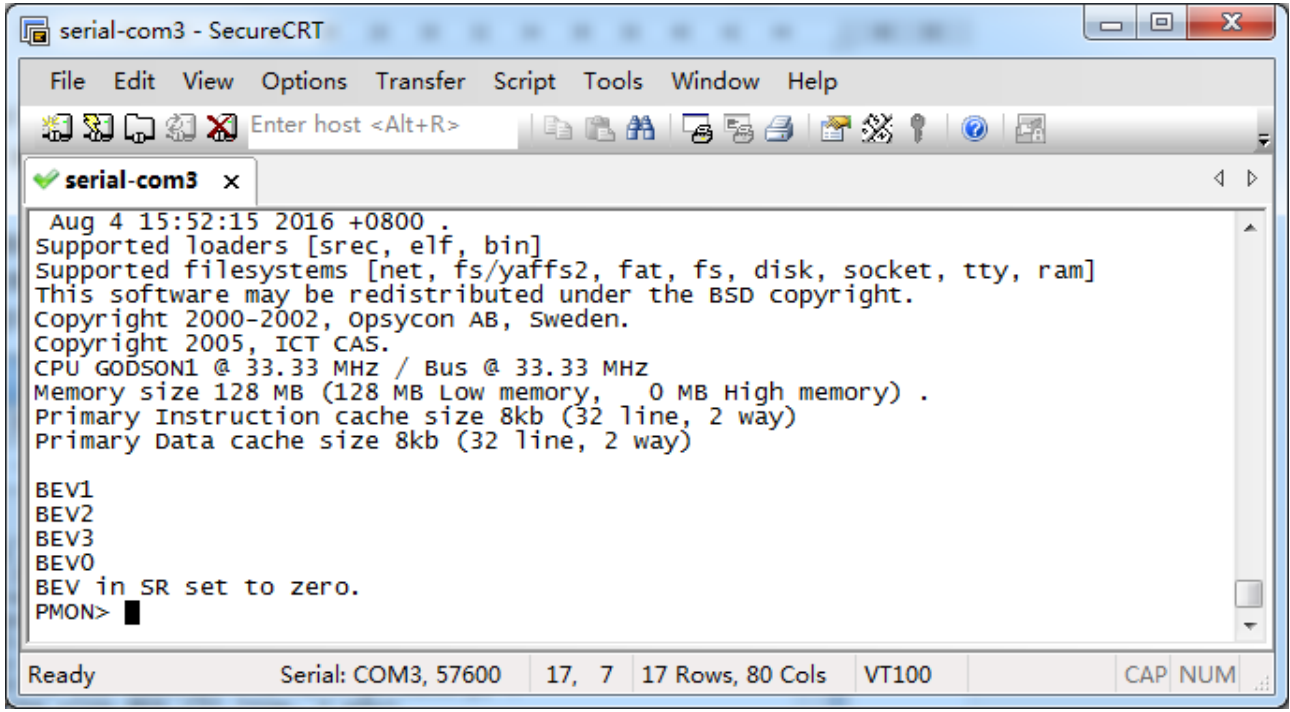 serial-com3 - SecureCRT
File Edit View Options Transfer Script Tools Window Help
Enter host <Alt+R>
serial-com3 x
Aug 4 15:52:15 2016 +0800 .
Supported loaders [srec, elf, bin]
Supported filesystems [net, fs/yaffs2, fat, fs, disk, socket, tty, ram]
This software may be redistributed under the BSD copyright.
Copyright 2000-2002, Opsycon AB, Sweden.
Copyright 2005, ICT CAS.
CPU GODSON1 @ 33.33 MHz / Bus @ 33.33 MHz
Memory size 128 MB (128 MB Low memory,   0 MB High memory) .
Primary Instruction cache size 8kb (32 line, 2 way)
Primary Data cache size 8kb (32 line, 2 way)
BEV1
BEV2
BEV3
BEV0
BEV in SR set to zero.
PMON>
Ready Serial: COM3, 57600 17, 7 17 Rows, 80 Cols VT100 CAP NUM